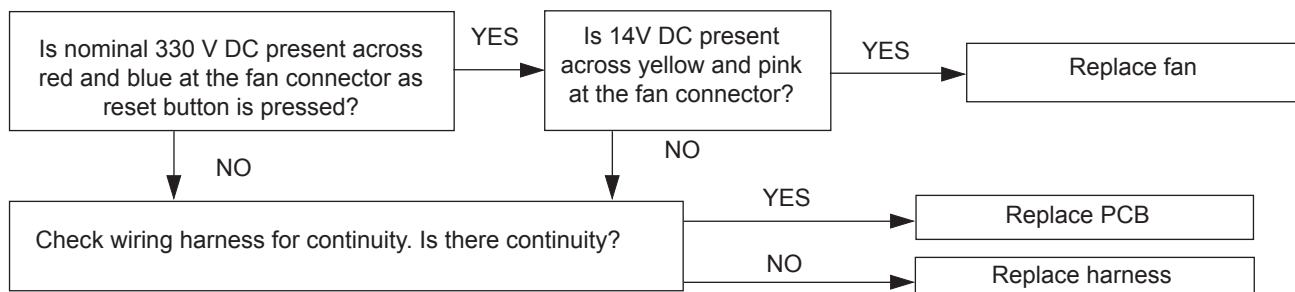 Is nominal 330 V DC present across
red and blue at the fan connector as
reset button is pressed?
YES
Is 14V DC present
across yellow and pink
at the fan connector?
YES
Replace fan
NO
NO
Check wiring harness for continuity. Is there continuity?
YES
Replace PCB
NO
Replace harness